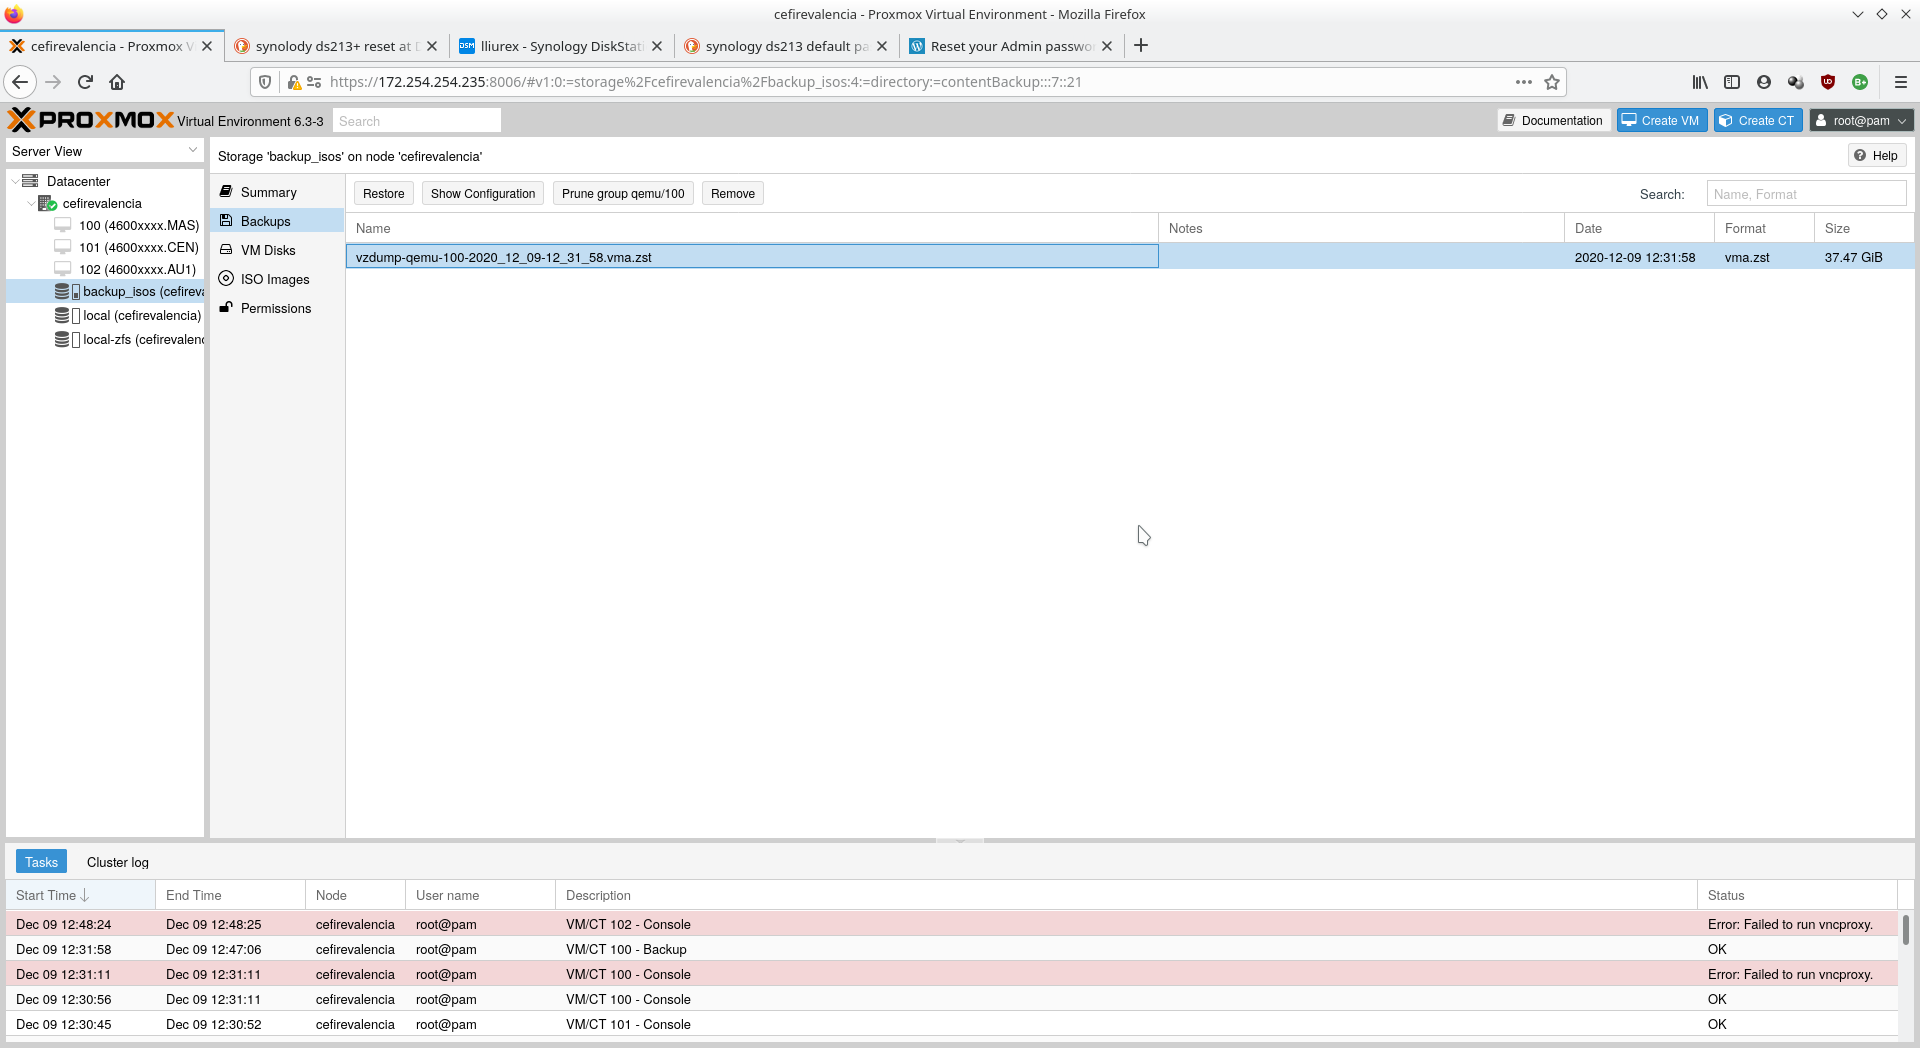 cefirevalencia - Proxmox Virtual Environment - Mozilla Firefox
cefirevalencia - Proxmox V
synolody ds213+ reset at D
lliurex - Synology DiskStati
synology ds213 default pa
Reset your Admin passwo
https://172.254.254.235:8006/#v1:0:=storage%2Fcefirevalencia%2Fbackup_isos:4:=directory:=contentBackup:::7::21
PROXMOX Virtual Environment 6.3-3 Search Documentation Create VM Create CT root@pam
Server View
Storage 'backup_isos' on node 'cefirevalencia' Help
Datacenter
cefirevalencia
100 (4600xxxx.MAS)
101 (4600xxxx.CEN)
102 (4600xxxx.AU1)
backup_isos (cefireva
local (cefirevalencia)
local-zfs (cefirevalenc
Summary
Backups
VM Disks
ISO Images
Permissions
Restore Show Configuration Prune group qemu/100 Remove Search: Name, Format
Name Notes Date Format Size
vzdump-qemu-100-2020_12_09-12_31_58.vma.zst 2020-12-09 12:31:58 vma.zst 37.47 GiB
Tasks Cluster log
Start Time End Time Node User name Description Status
Dec 09 12:48:24 Dec 09 12:48:25 cefirevalencia root@pam VM/CT 102 - Console Error: Failed to run vncproxy.
Dec 09 12:31:58 Dec 09 12:47:06 cefirevalencia root@pam VM/CT 100 - Backup OK
Dec 09 12:31:11 Dec 09 12:31:11 cefirevalencia root@pam VM/CT 100 - Console Error: Failed to run vncproxy.
Dec 09 12:30:56 Dec 09 12:31:11 cefirevalencia root@pam VM/CT 100 - Console OK
Dec 09 12:30:45 Dec 09 12:30:52 cefirevalencia root@pam VM/CT 101 - Console OK